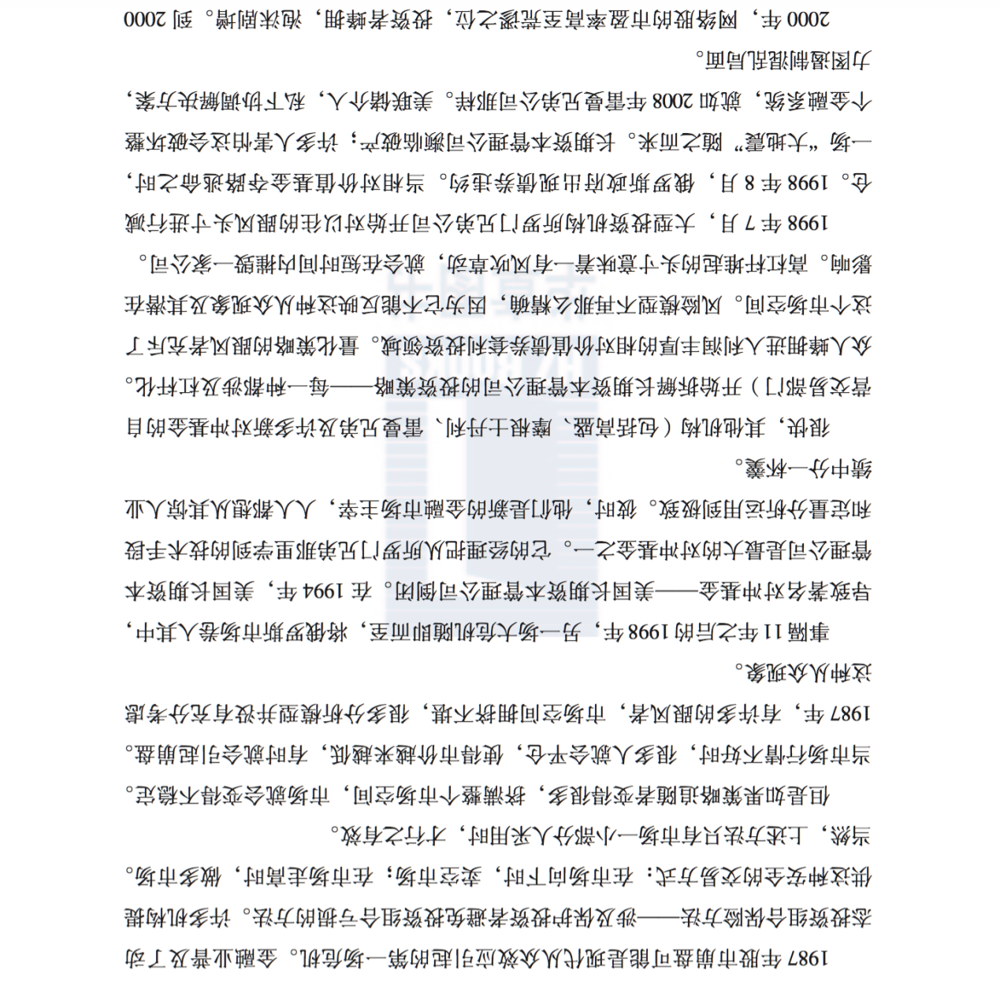 1987 年股市崩盘可能是现代从众效应引起的第一场危机。金融业普及了动
态投资组合保险方法——涉及保护投资者避免投资组合亏损的方法。许多机构提
供这种安全的交易方式：在市场向下时，卖空市场；在市场走高时，做多市场。
当然，上述方法只有市场一小部分人采用时，才行之有效。
但是如果策略追随者变得很多，挤满整个市场空间，市场就会变得不稳定。
当市场行情不好时，很多人就会平仓，使得市价越来越低，有时就会引起崩盘。
1987 年，有许多的跟风者，市场空间拥挤不堪，很多分析模型并没有充分考虑
这种从众现象。
事隔 11 年之后的 1998 年，另一场大危机随即而至，将俄罗斯市场卷入其中，
导致著名对冲基金——美国长期资本管理公司倒闭。在 1994 年，美国长期资本
管理公司是最大的对冲基金之一。它的经理把从所罗门兄弟那里学到的技术手段
和定量分析运用到极致。彼时，他们是新的金融市场主宰，人人都想从其惊人业
绩中分一杯羹。
很快，其他机构（包括高盛、摩根士丹利、雷曼兄弟及许多新对冲基金的自
营交易部门）开始拆解长期资本管理公司的投资策略——每一种都涉及杠杆化。
众人蜂拥进入利润丰厚的相对价值债券套利投资领域。量化策略的跟风者充斥了
这个市场空间。风险模型不再那么精确，因为它不能反映这种从众现象及其潜在
影响。高杠杆堆起的头寸意味着一有风吹草动，就会在短时间内摧毁一家公司。
1998 年 7 月，大型投资机构所罗门兄弟公司开始对以往的跟风头寸进行减
仓。1998 年 8 月，俄罗斯政府出现债券违约。当相对价值基金夺路逃命之时，
一场“大地震”随之而来。长期资本管理公司濒临破产；许多人害怕这会破坏整
个金融系统，就如 2008 年雷曼兄弟公司那样。美联储介入，私下协调解决方案，
力图遏制混乱局面。
2000 年，网络股的市盈率高至荒谬之位，投资者蜂拥，泡沫剧增。到 2000
HZ BOOKS
华章图书